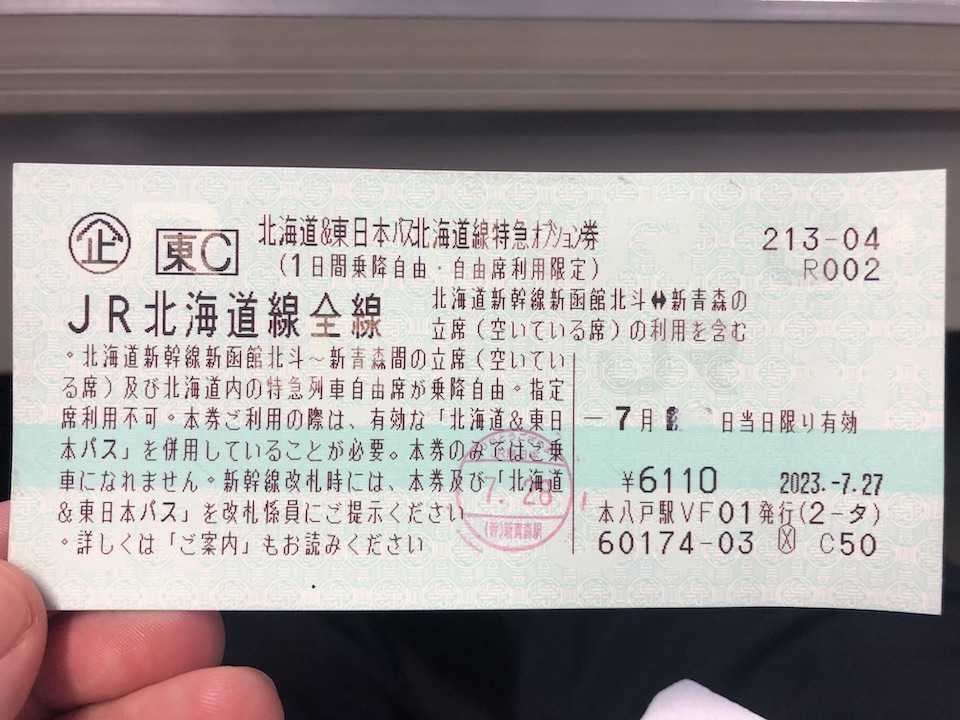 企 東C 北海道&東日本パス北海道線特急オプション券 213-04
(1日間乗降自由・自由席利用限定) R002
JR北海道線全線
北海道新幹線新函館北斗↔新青森の
立席(空いている席)の利用を含む
。北海道新幹線新函館北斗~新青森間の立席(空いてい
る席)及び北海道内の特急列車自由席が乗降自由。指定
席利用不可。本券ご利用の際は、有効な「北海道&東日
本パス」を併用していることが必要。本券のみではご乗
車になれません。新幹線改札時には、本券及び「北海道
&東日本パス」を改札係員にご提示ください
。詳しくは「ご案内」もお読みください
-7月 日当日限り有効
¥6110 2023.-7.27
本八戸駅VF01発行(2-タ)
60174-03 C50
7.28
(幹)新青森駅